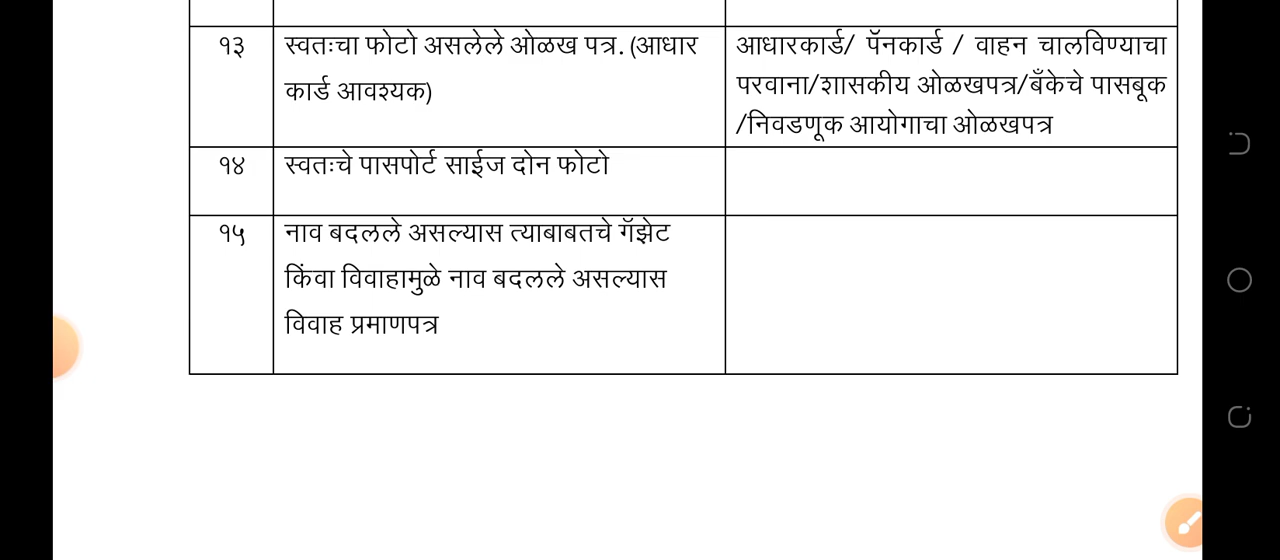 १३
स्वतःचा फोटो असलेले ओळख पत्र. (आधार
कार्ड आवश्यक)
आधारकार्ड/ पॅनकार्ड / वाहन चालविण्याचा
परवाना/शासकीय ओळखपत्र/बँकेचे पासबूक
/निवडणूक आयोगाचा ओळखपत्र
१४
स्वतःचे पासपोर्ट साईज दोन फोटो
१५
नाव बदलले असल्यास त्याबाबतचे गॅझेट
किंवा विवाहामुळे नाव बदलले असल्यास
विवाह प्रमाणपत्र